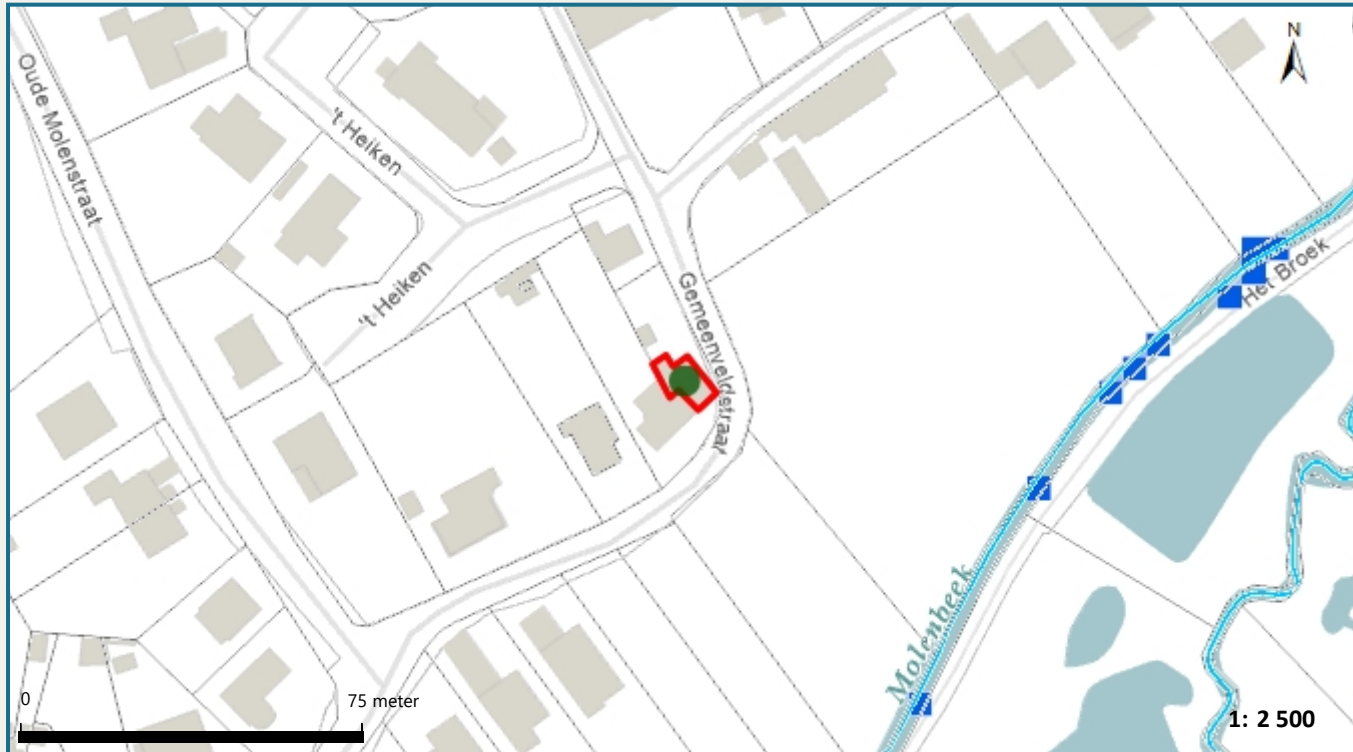 N
Oude Molenstraat
't Heiken
't Heiken
Gemeenveldstraat
Het Broek
Molenbeek
0
75 meter
1: 2 500